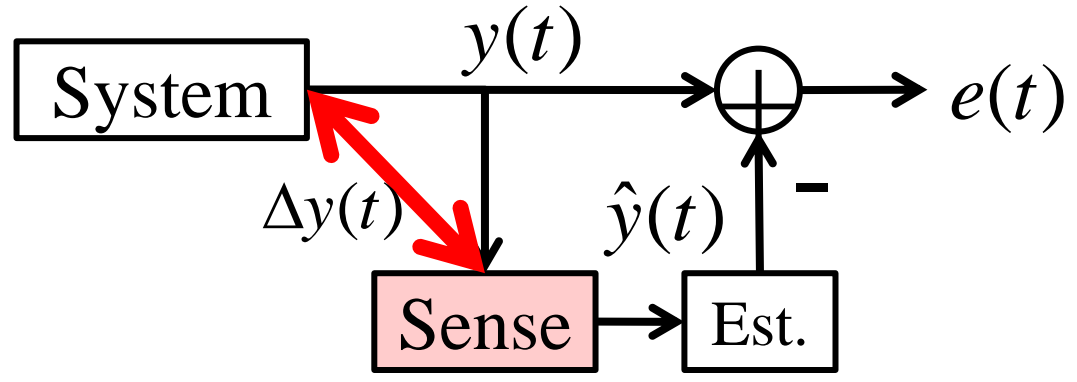 y(t)
System
e(t)
Δy(t)
ŷ(t)
-
Sense
Est.